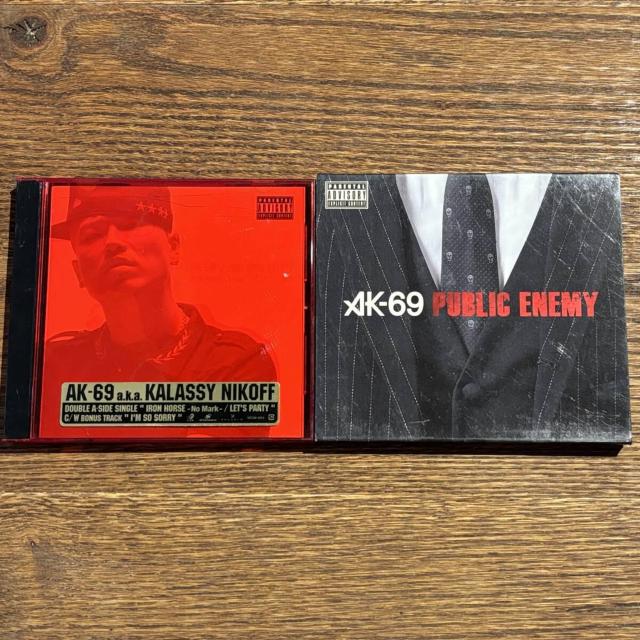 PARENTAL
ADVISORY
EXPLICIT CONTENT
AK-69 a.k.a. KALASSY NIKOFF
DOUBLE A-SIDE SINGLE " IRON HORSE -No Mark- / LET'S PARTY "
C/W BONUS TRACK " I'M SO SORRY "
PARENTAL
ADVISORY
EXPLICIT CONTENT
AK-69 PUBLIC ENEMY